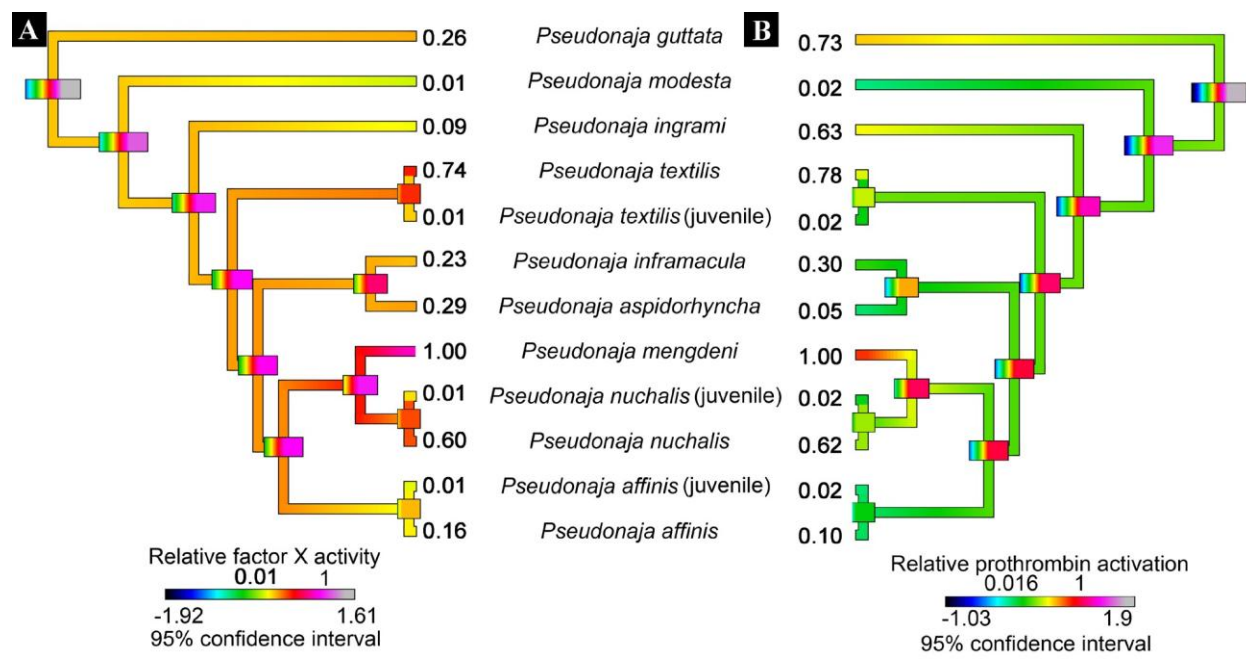 A B
0.26 Pseudonaja guttata 0.73
0.01 Pseudonaja modesta 0.02
0.09 Pseudonaja ingrami 0.63
0.74 Pseudonaja textilis 0.78
0.01 Pseudonaja textilis (juvenile) 0.02
0.23 Pseudonaja inframacula 0.30
0.29 Pseudonaja aspidorhyncha 0.05
1.00 Pseudonaja mengdeni 1.00
0.01 Pseudonaja nuchalis (juvenile) 0.02
0.60 Pseudonaja nuchalis 0.62
0.01 Pseudonaja affinis (juvenile) 0.02
0.16 Pseudonaja affinis 0.10
Relative factor X activity
0.01 1
-1.92 1.61
95% confidence interval
Relative prothrombin activation
0.016 1
-1.03 1.9
95% confidence interval